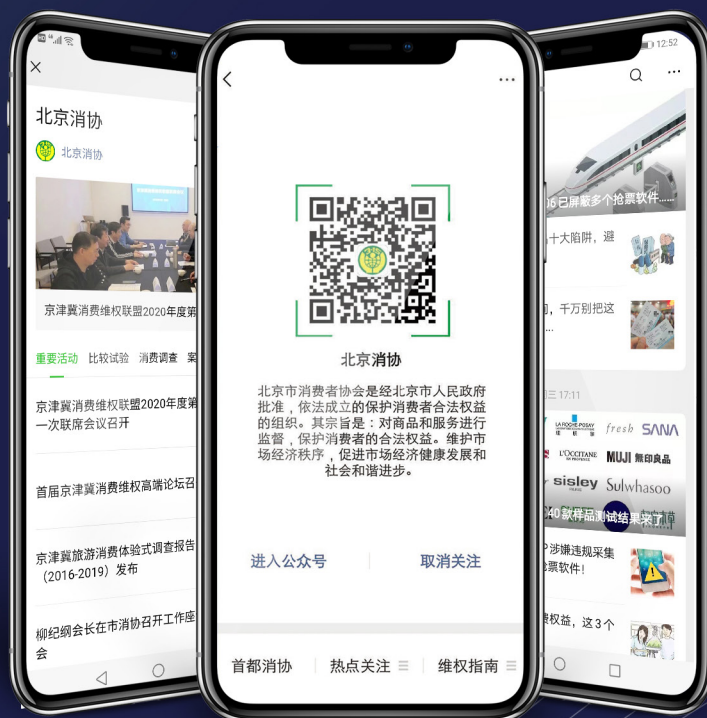 北京消协
北京消协
京津冀消费维权联盟2020年度第
重要活动 比较试验 消费调查 案
京津冀消费维权联盟2020年度第
一次联席会议召开
首届京津冀消费维权高端论坛召
京津冀旅游消费体验式调查报告
（2016-2019）发布
柳纪纲会长在市消协召开工作座
会
北京消协
北京市消费者协会是经北京市人民政府
批准，依法成立的保护消费者合法权益
的组织。其宗旨是：对商品和服务进行
监督，保护消费者的合法权益。维护市
场经济秩序，促进市场经济健康发展和
社会和谐进步。
进入公众号 取消关注
首都消协 热点关注 维权指南
12:52
06已屏蔽多个抢票软件……
十大陷阱，避
，千万别把这
...
三 17:11
LA ROCHE-POSAY fresh SANA
L'OCCITANE MUJI 無印良品
sisley Sulwhasoo
40款样品测试结果来了
P涉嫌违规采集
票软件！
权益，这3个